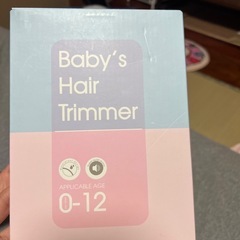 Baby's
Hair
Trimmer
APPLICABLE AGE
0-12